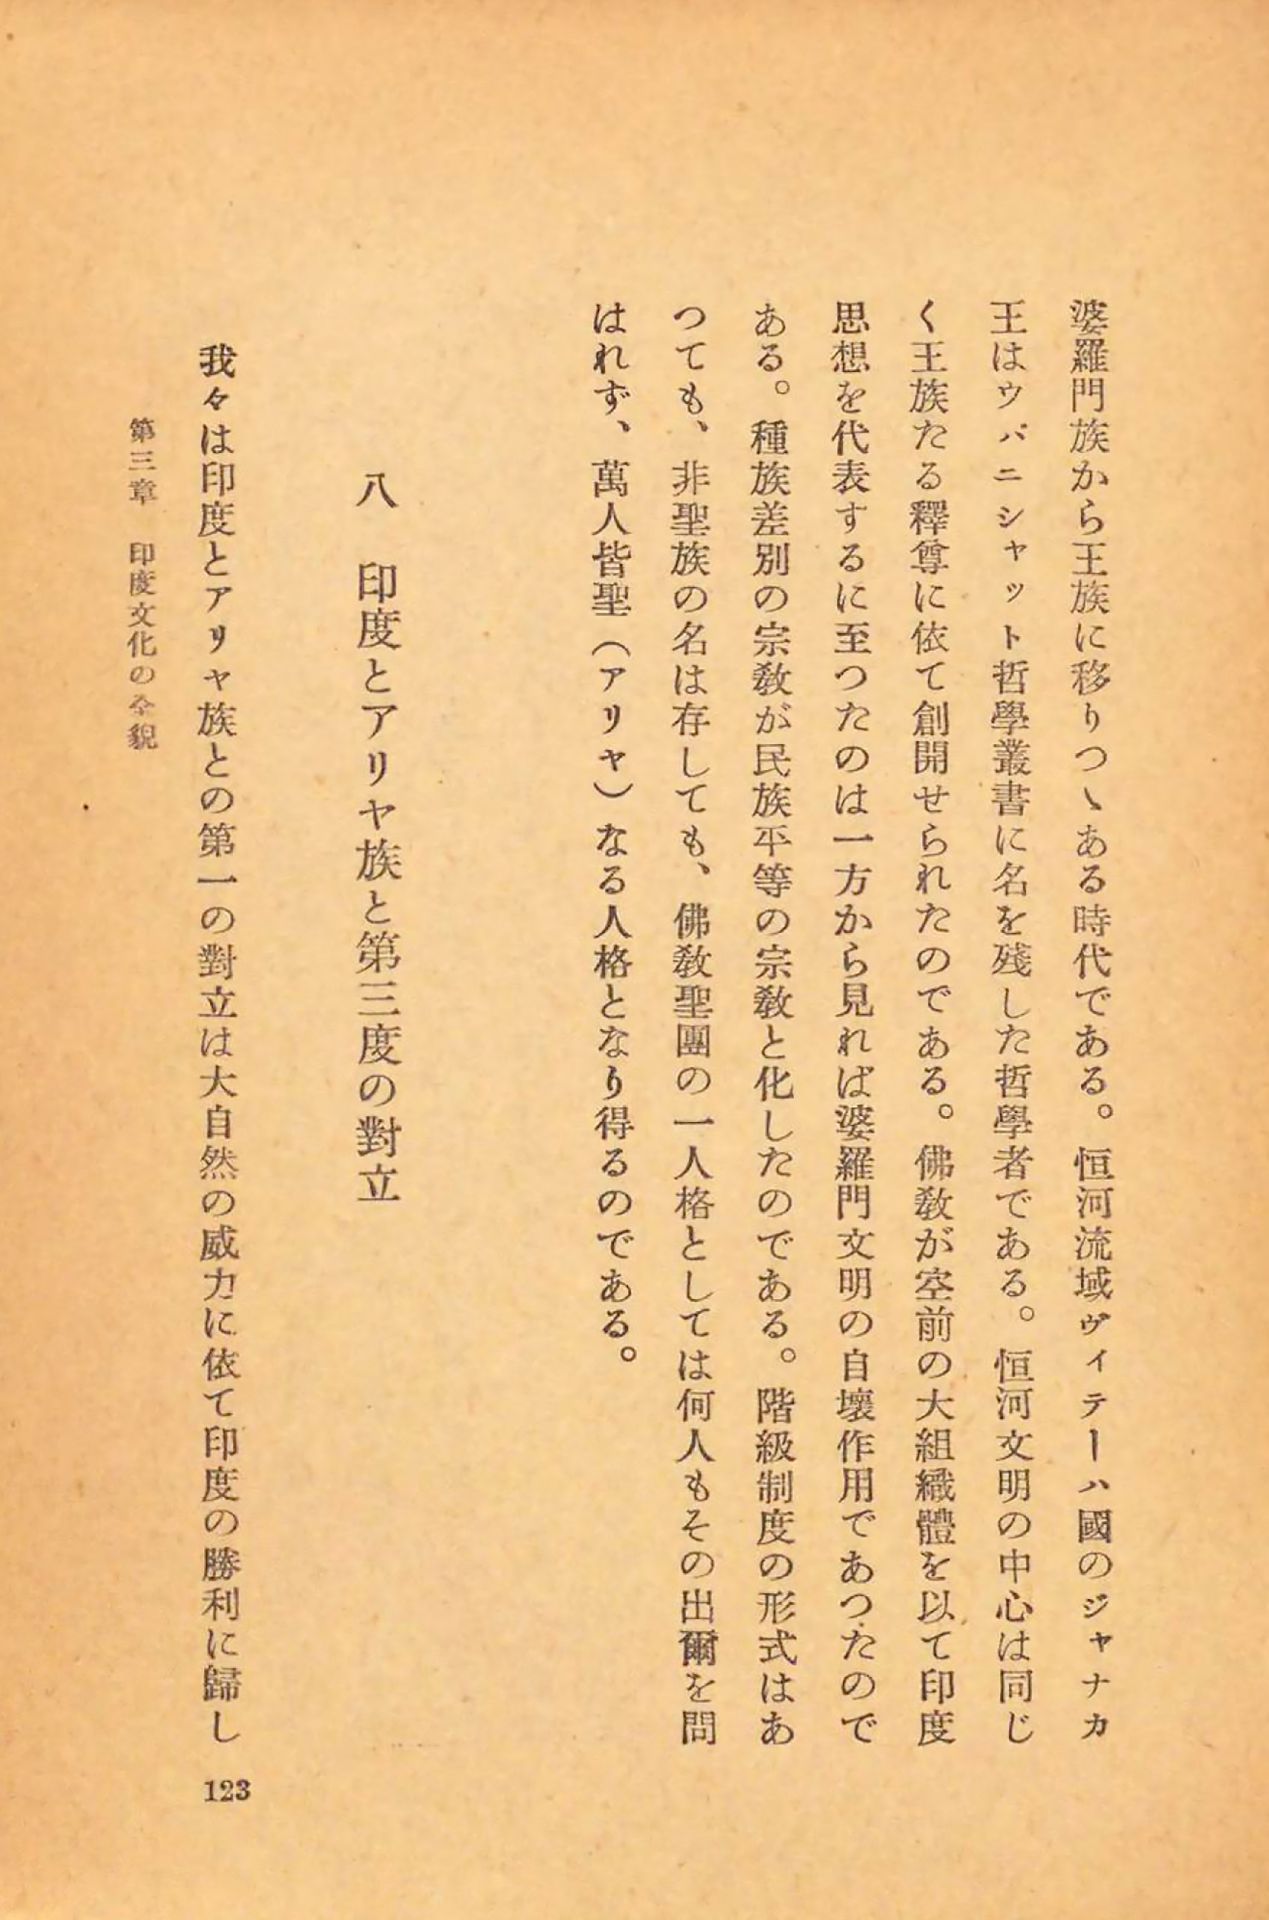 婆羅門族から王族に移りつゝある時代である。恒河流域ヴィテーハ國のジャナカ
王はウパニシャット哲學叢書に名を残した哲學者である。恒河文明の中心は同じ
く王族たる釋尊に依て創開せられたのである。佛敎が空前の大組織體を以て印度
思想を代表するに至つたのは一方から見れば婆羅門文明の自壞作用であつたので
ある。種族差別の宗敎が民族平等の宗敎と化したのである。階級制度の形式はあ
つても、非聖族の名は存しても、佛敎聖團の一人格としては何人もその出爾を問
はれず、萬人皆聖（アリヤ）なる人格となり得るのである。
八　印度とアリヤ族と第三度の對立
我々は印度とアリヤ族との第一の對立は大自然の威力に依て印度の勝利に歸し
第三章　印度文化の全貌
123